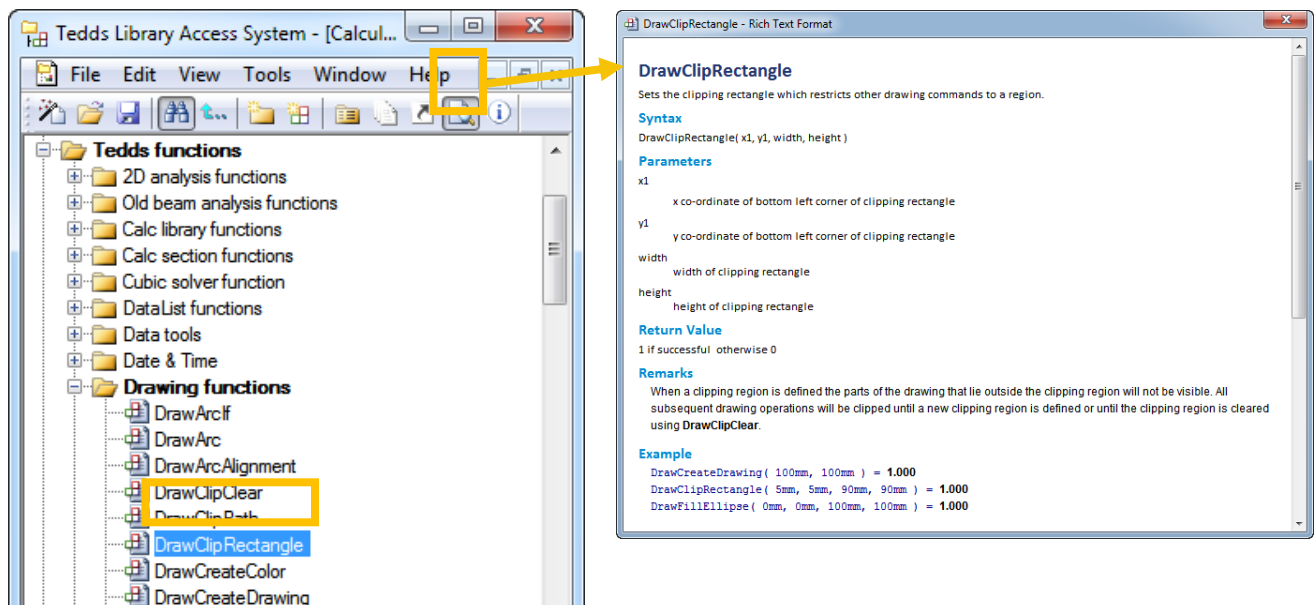 Tedds Library Access System - [Calcul...
File Edit View Tools Window Help
Tedds functions
2D analysis functions
Old beam analysis functions
Calc library functions
Calc section functions
Cubic solver function
DataList functions
Data tools
Date & Time
Drawing functions
DrawArcIf
DrawArc
DrawArcAlignment
DrawClipClear
DrawClipPath
DrawClipRectangle
DrawCreateColor
DrawCreateDrawing
DrawClipRectangle - Rich Text Format
DrawClipRectangle
Sets the clipping rectangle which restricts other drawing commands to a region.
Syntax
DrawClipRectangle( x1, y1, width, height )
Parameters
x1
x co-ordinate of bottom left corner of clipping rectangle
y1
y co-ordinate of bottom left corner of clipping rectangle
width
width of clipping rectangle
height
height of clipping rectangle
Return Value
1 if successful otherwise 0
Remarks
When a clipping region is defined the parts of the drawing that lie outside the clipping region will not be visible. All
subsequent drawing operations will be clipped until a new clipping region is defined or until the clipping region is cleared
using DrawClipClear.
Example
DrawCreateDrawing( 100mm, 100mm ) = 1.000
DrawClipRectangle( 5mm, 5mm, 90mm, 90mm ) = 1.000
DrawFillEllipse( 0mm, 0mm, 100mm, 100mm ) = 1.000